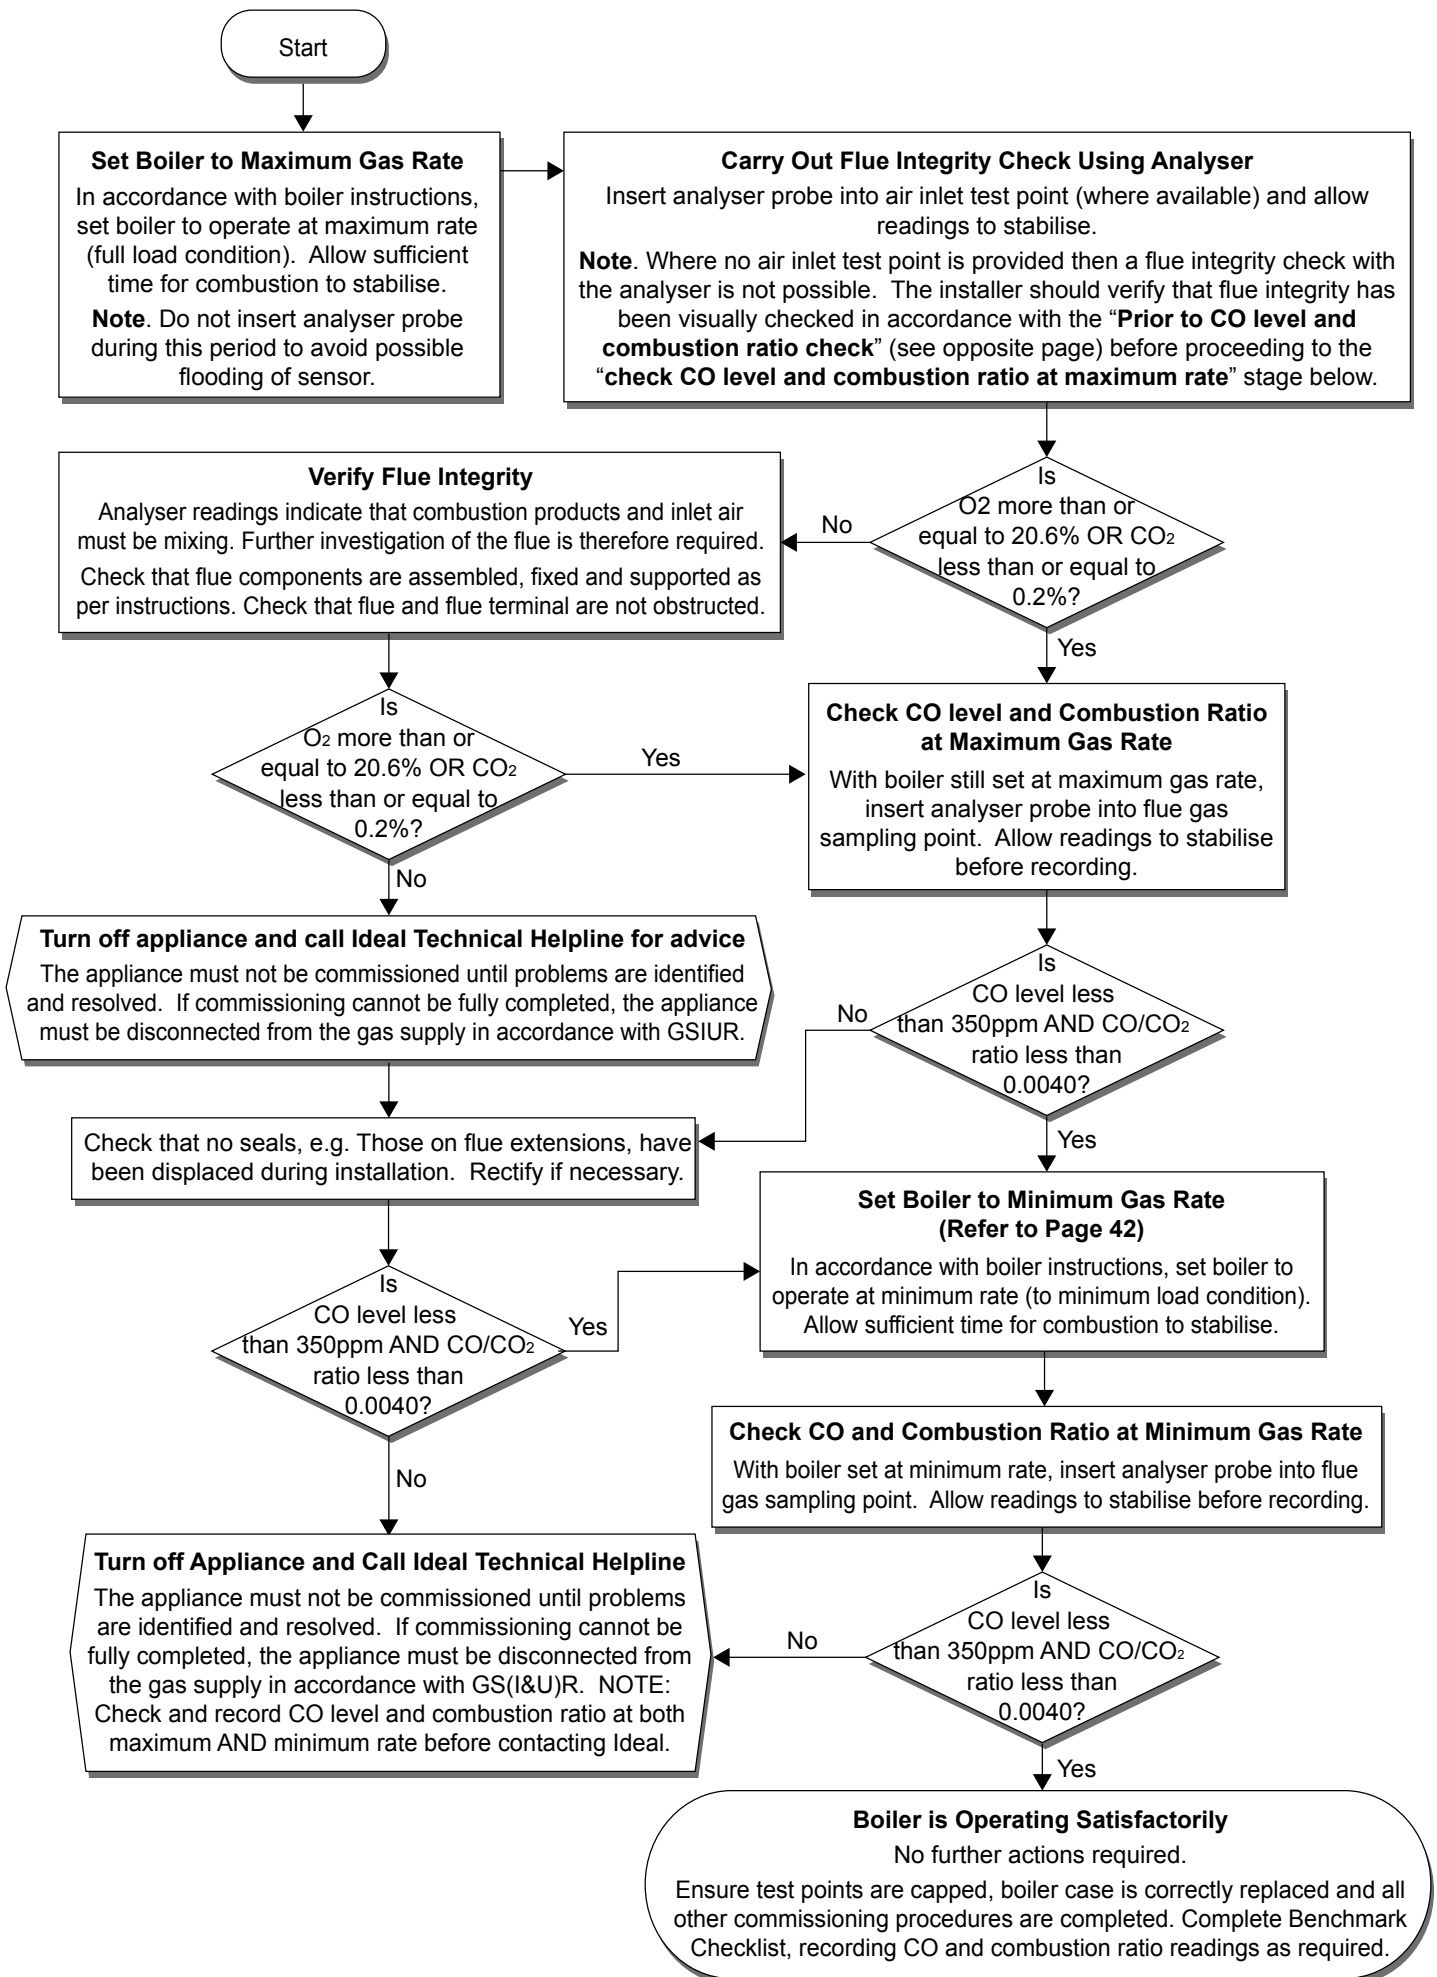 Start
Set Boiler to Maximum Gas Rate
In accordance with boiler instructions,
set boiler to operate at maximum rate
(full load condition).  Allow sufficient
time for combustion to stabilise.
Note. Do not insert analyser probe
during this period to avoid possible
flooding of sensor.
Carry Out Flue Integrity Check Using Analyser
Insert analyser probe into air inlet test point (where available) and allow
readings to stabilise.
Note. Where no air inlet test point is provided then a flue integrity check with
the analyser is not possible.  The installer should verify that flue integrity has
been visually checked in accordance with the “Prior to CO level and
combustion ratio check” (see opposite page) before proceeding to the
“check CO level and combustion ratio at maximum rate” stage below.
Is
O2 more than or
equal to 20.6% OR CO2
less than or equal to
0.2%?
No
Yes
Verify Flue Integrity
Analyser readings indicate that combustion products and inlet air
must be mixing. Further investigation of the flue is therefore required.
Check that flue components are assembled, fixed and supported as
per instructions. Check that flue and flue terminal are not obstructed.
Is
O2 more than or
equal to 20.6% OR CO2
less than or equal to
0.2%?
Yes
No
Check CO level and Combustion Ratio
at Maximum Gas Rate
With boiler still set at maximum gas rate,
insert analyser probe into flue gas
sampling point.  Allow readings to stabilise
before recording.
Turn off appliance and call Ideal Technical Helpline for advice
The appliance must not be commissioned until problems are identified
and resolved.  If commissioning cannot be fully completed, the appliance
must be disconnected from the gas supply in accordance with GSIUR.
Is
CO level less
than 350ppm AND CO/CO2
ratio less than
0.0040?
No
Yes
Check that no seals, e.g. Those on flue extensions, have
been displaced during installation.  Rectify if necessary.
Set Boiler to Minimum Gas Rate
(Refer to Page 42)
In accordance with boiler instructions, set boiler to
operate at minimum rate (to minimum load condition).
Allow sufficient time for combustion to stabilise.
Is
CO level less
than 350ppm AND CO/CO2
ratio less than
0.0040?
Yes
No
Check CO and Combustion Ratio at Minimum Gas Rate
With boiler set at minimum rate, insert analyser probe into flue
gas sampling point.  Allow readings to stabilise before recording.
Turn off Appliance and Call Ideal Technical Helpline
The appliance must not be commissioned until problems
are identified and resolved.  If commissioning cannot be
fully completed, the appliance must be disconnected from
the gas supply in accordance with GS(I&U)R.  NOTE:
Check and record CO level and combustion ratio at both
maximum AND minimum rate before contacting Ideal.
Is
CO level less
than 350ppm AND CO/CO2
ratio less than
0.0040?
No
Yes
Boiler is Operating Satisfactorily
No further actions required.
Ensure test points are capped, boiler case is correctly replaced and all
other commissioning procedures are completed. Complete Benchmark
Checklist, recording CO and combustion ratio readings as required.